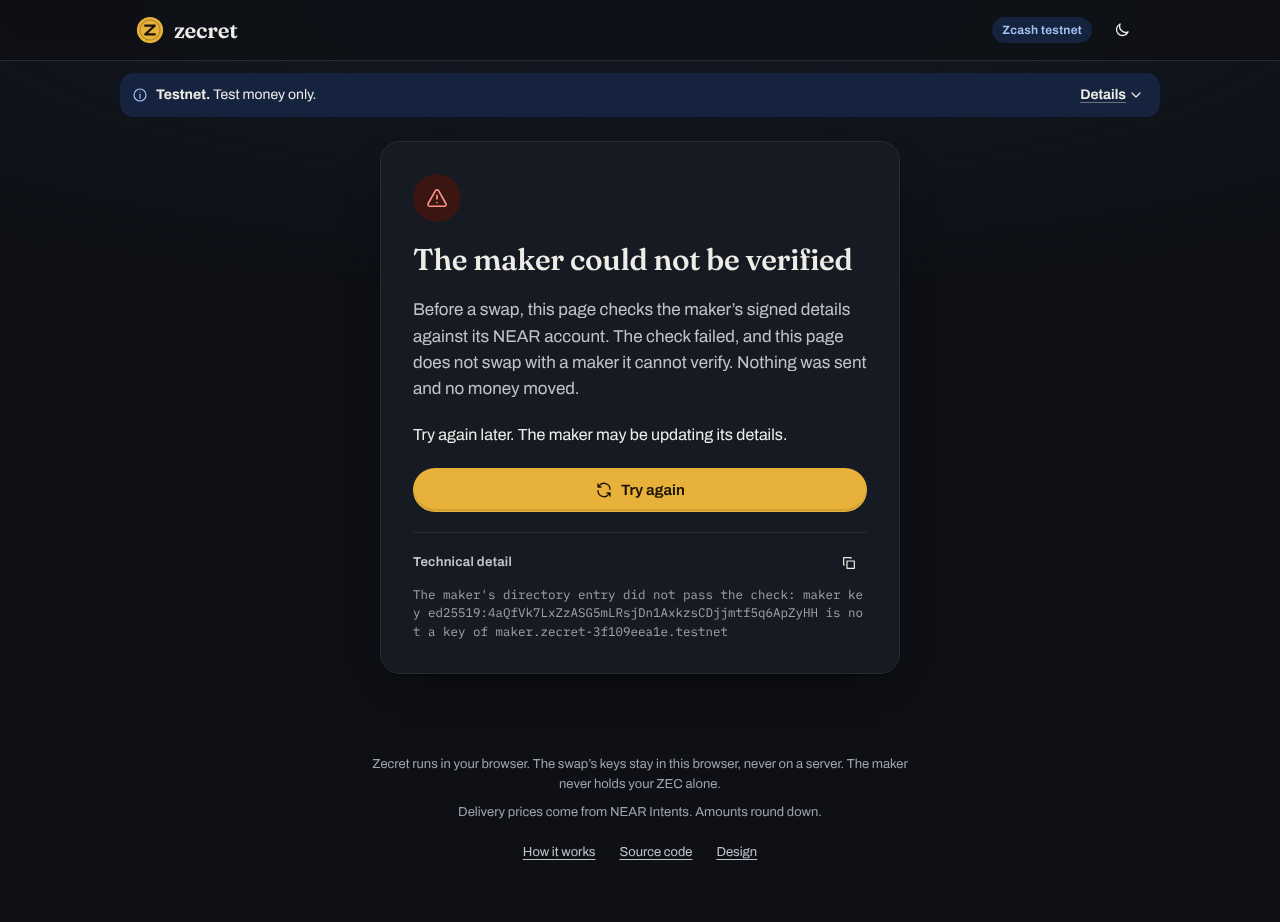 zecret
Zcash testnet
Testnet. Test money only.
Details
The maker could not be verified
Before a swap, this page checks the maker’s signed details
against its NEAR account. The check failed, and this page
does not swap with a maker it cannot verify. Nothing was sent
and no money moved.
Try again later. The maker may be updating its details.
Try again
Technical detail
The maker's directory entry did not pass the check: maker ke
y ed25519:4aQfVk7LxZzASG5mLRsjDn1AxkzsCDjjmtf5q6ApZyHH is no
t a key of maker.zecret-3f109eea1e.testnet
Zecret runs in your browser. The swap’s keys stay in this browser, never on a server. The maker
never holds your ZEC alone.
Delivery prices come from NEAR Intents. Amounts round down.
How it works
Source code
Design